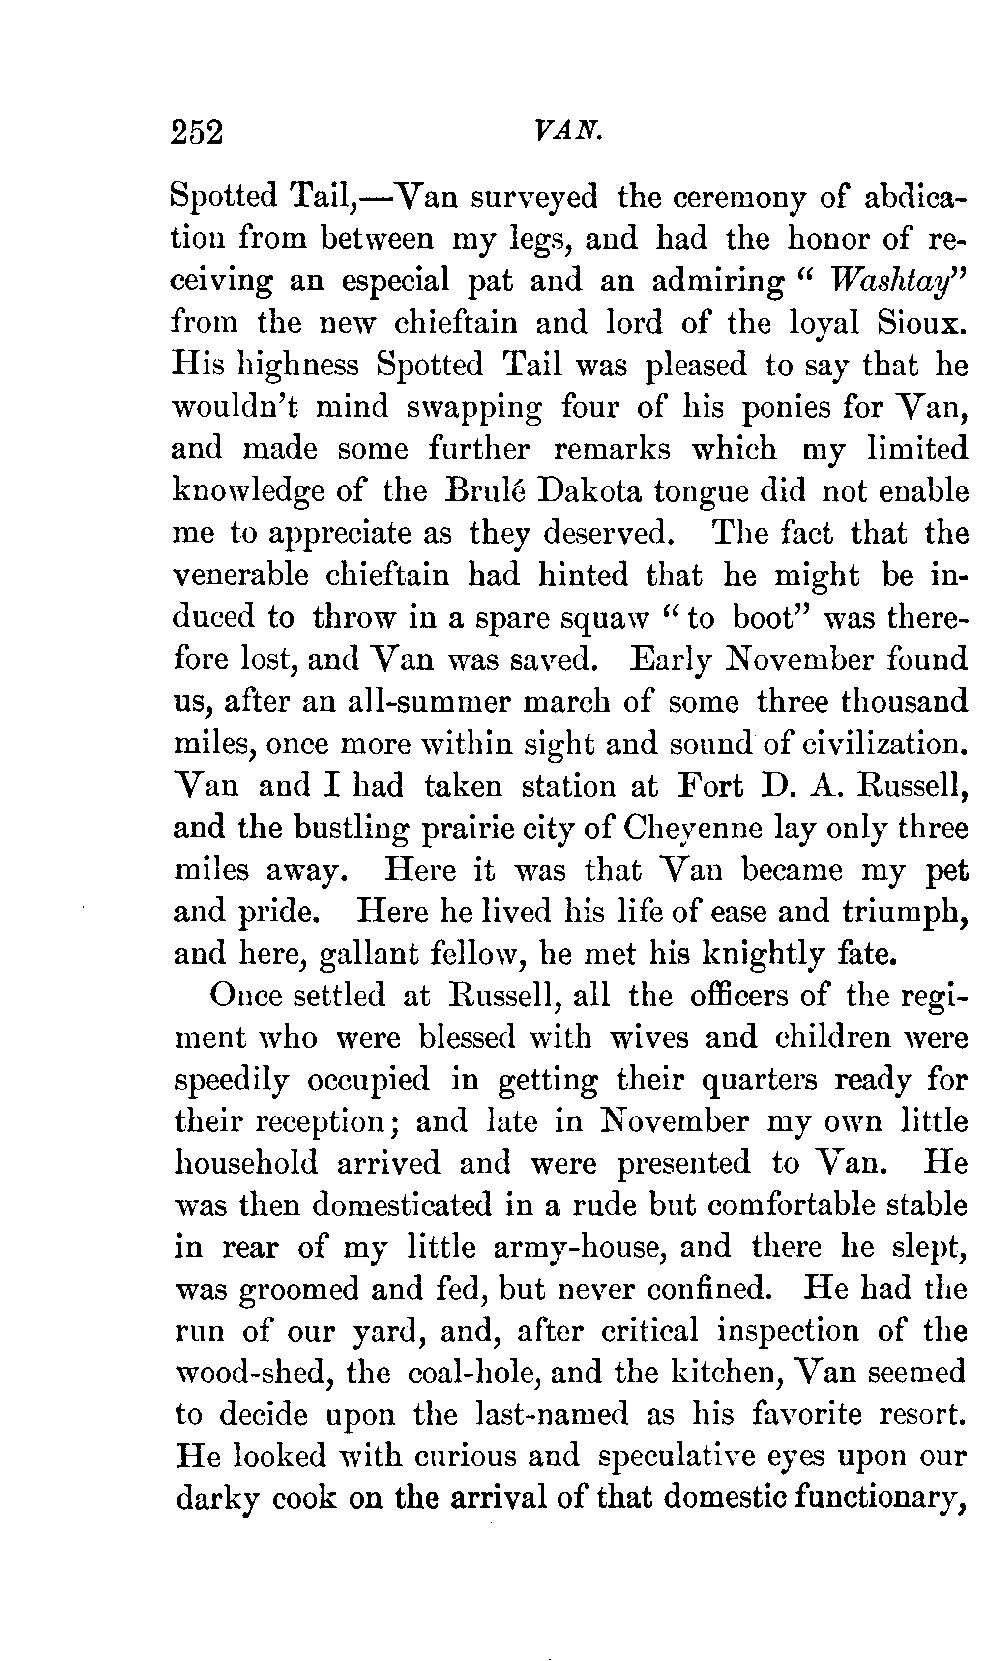 252 VAN.
Spotted Tail,—Van surveyed the ceremony of abdica-
tion from between my legs, and had the honor of re-
ceiving an especial pat and an admiring “ Washtay”
from the new chieftain and lord of the loyal Sioux.
His highness Spotted Tail was pleased to say that he
wouldn’t mind swapping four of his ponies for Van,
and made some further remarks which my limited
knowledge of the Brulé Dakota tongue did not enable
me to appreciate as they deserved. The fact that the
venerable chieftain had hinted that he might be in-
duced to throw in a spare squaw “ to boot” was there-
fore lost, and Van was saved. Early November found
us, after an all-summer march of some three thousand
miles, once more within sight and sound of civilization.
Van and I had taken station at Fort D. A. Russell,
and the bustling prairie city of Cheyenne lay only three
miles away. Here it was that Van became my pet
and pride. Here he lived his life of ease and triumph,
and here, gallant fellow, he met his knightly fate.
Once settled at Russell, all the officers of the regi-
ment who were blessed with wives and children were
speedily occupied in getting their quarters ready for
their reception; and late in November my own little
household arrived and were presented to Van. He
was then domesticated in a rude but comfortable stable
in rear of my little army-house, and there he slept,
was groomed and fed, but never confined. He had the
run of our yard, and, after critical inspection of the
wood-shed, the coal-hole, and the kitchen, Van seemed
to decide upon the last-named as his favorite resort.
He looked with curious and speculative eyes upon our
darky cook on the arrival of that domestic functionary,